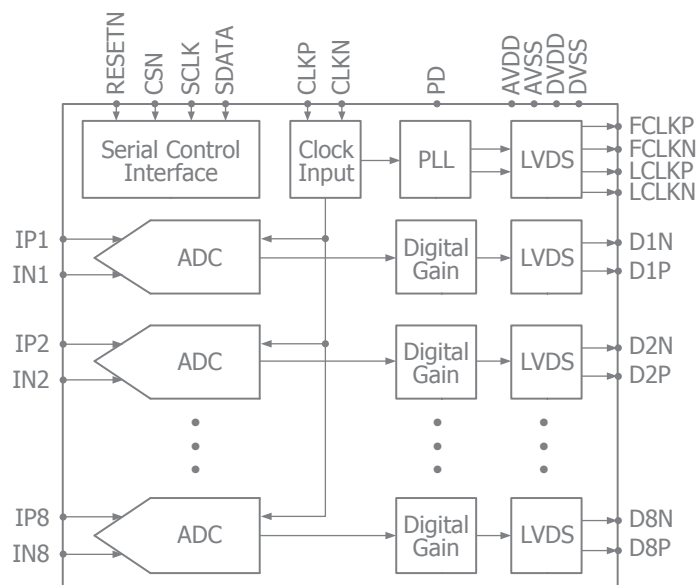 RESETN
CSN
SCLK
SDATA
CLKP
CLKN
PD
AVDD
AVSS
DVDD
DVSS
Serial Control
Interface
Clock
Input
PLL
LVDS
FCLKP
FCLKN
LCLKP
LCLKN
IP1
IN1
ADC
Digital
Gain
LVDS
D1N
D1P
IP2
IN2
ADC
Digital
Gain
LVDS
D2N
D2P
IP8
IN8
ADC
Digital
Gain
LVDS
D8N
D8P